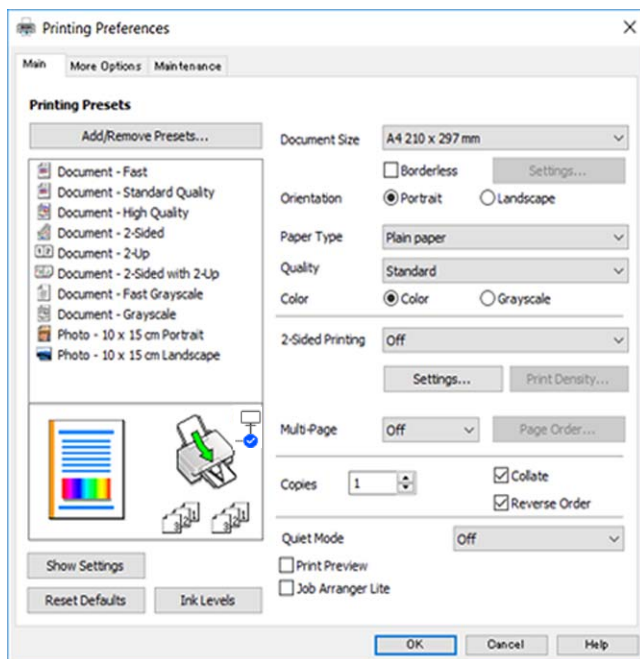 Printing Preferences
Main
More Options
Maintenance
Printing Presets
Add/Remove Presets...
Document - Fast
Document - Standard Quality
Document - High Quality
Document - 2-Sided
Document - 2-Up
Document - 2-Sided with 2-Up
Document - Fast Grayscale
Document - Grayscale
Photo - 10 x 15 cm Portrait
Photo - 10 x 15 cm Landscape
Show Settings
Reset Defaults
Ink Levels
Document Size
A4 210 x 297 mm
Borderless
Settings...
Orientation
Portrait
Landscape
Paper Type
Plain paper
Quality
Standard
Color
Color
Grayscale
2-Sided Printing
Off
Settings...
Print Density...
Multi-Page
Off
Page Order...
Copies
1
Collate
Reverse Order
Quiet Mode
Off
Print Preview
Job Arranger Lite
OK
Cancel
Help